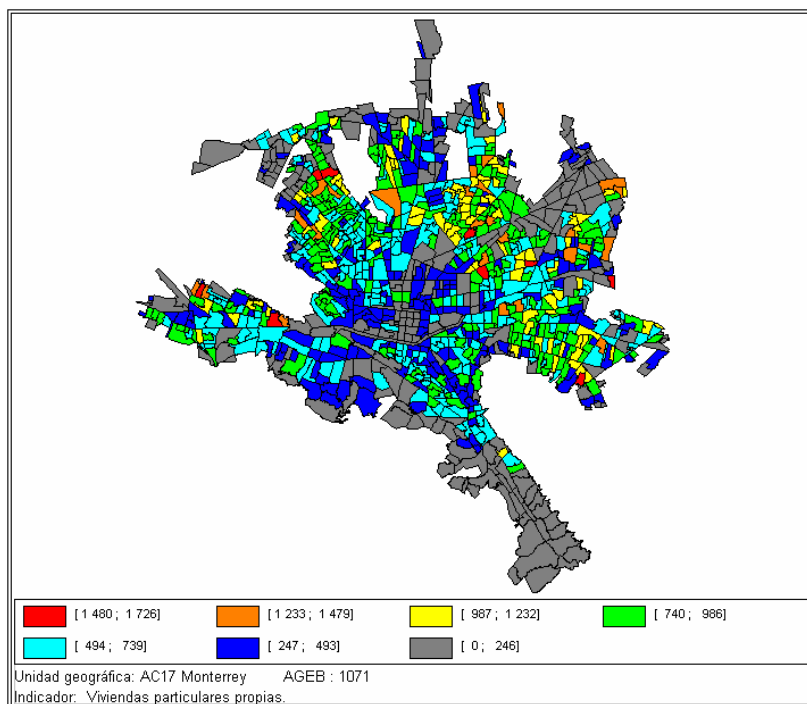 [1 480 ; 1 726] [1 233 ; 1 479] [987 ; 1 232] [740 ; 986]
[494 ; 739] [247 ; 493] [0 ; 246]
Unidad geográfica: AC17 Monterrey AGEB : 1071
Indicador: Viviendas particulares propias.